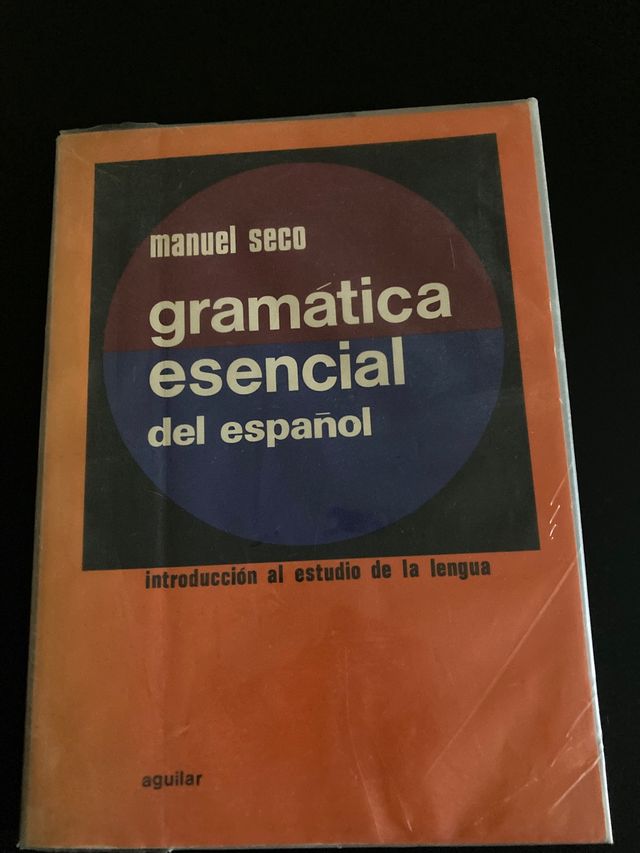 manuel seco
gramática
esencial
del español
introducción al estudio de la lengua
aguilar